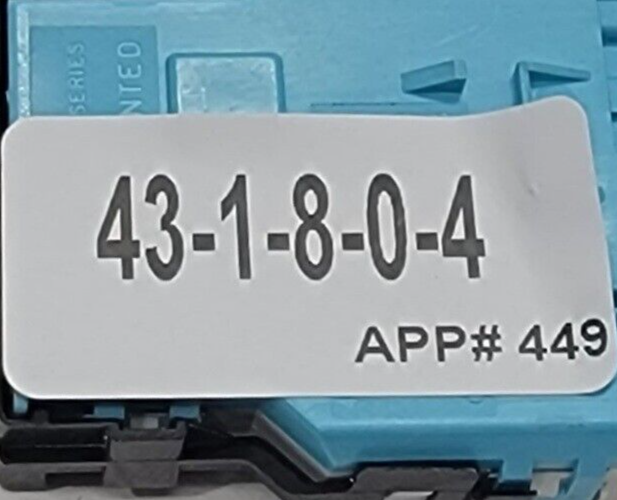 SERIES
NTED
43-1-8-0-4
APP# 449